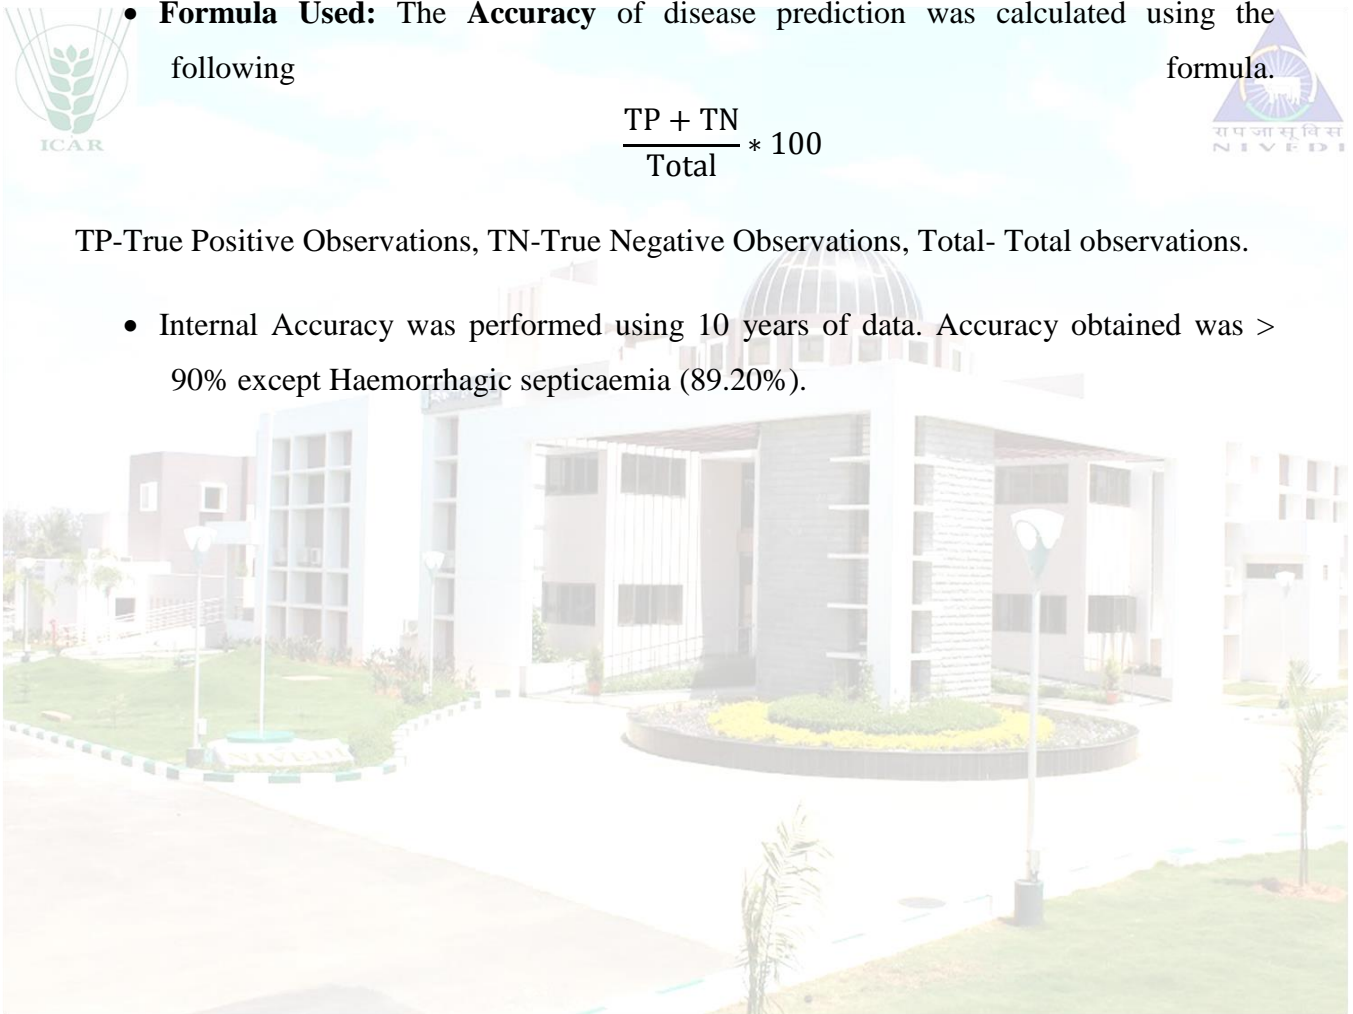 • Formula Used: The Accuracy of disease prediction was calculated using the
following formula.
TP + TN
Total
* 100
ICAR
रा प जा सू वि स
NIVEDI
TP-True Positive Observations, TN-True Negative Observations, Total- Total observations.
• Internal Accuracy was performed using 10 years of data. Accuracy obtained was >
90% except Haemorrhagic septicaemia (89.20%).
NIVEDI